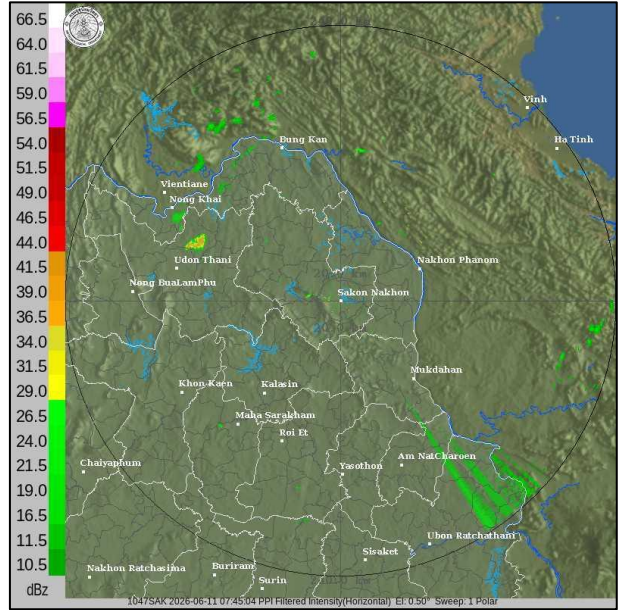 66.5
64.0
61.5
59.0
56.5
54.0
51.5
49.0
46.5
44.0
41.5
39.0
36.5
34.0
31.5
29.0
26.5
24.0
21.5
19.0
16.5
14.5
10.5
dBz
Vinh
Ha Tinh
Bung Kan
Vientiane
Nong Khai
Udon Thani
Nakhon Phanom
Nong BuaLamPhu
Sakon Nakhon
Mukdahan
Khon Kaen
Kalasin
Maha Sarakham
Roi Et
Chaiyaphum
Yasothon
Am NatCharoen
Ubon Ratchathani
Sisaket
Nakhon Ratchasima
Buriram
Surin
1047SAK 2026-06-11 07:45:04 PPI Filtered Intensity(Horizontal) El: 0.50° Sweep: 1 Polar